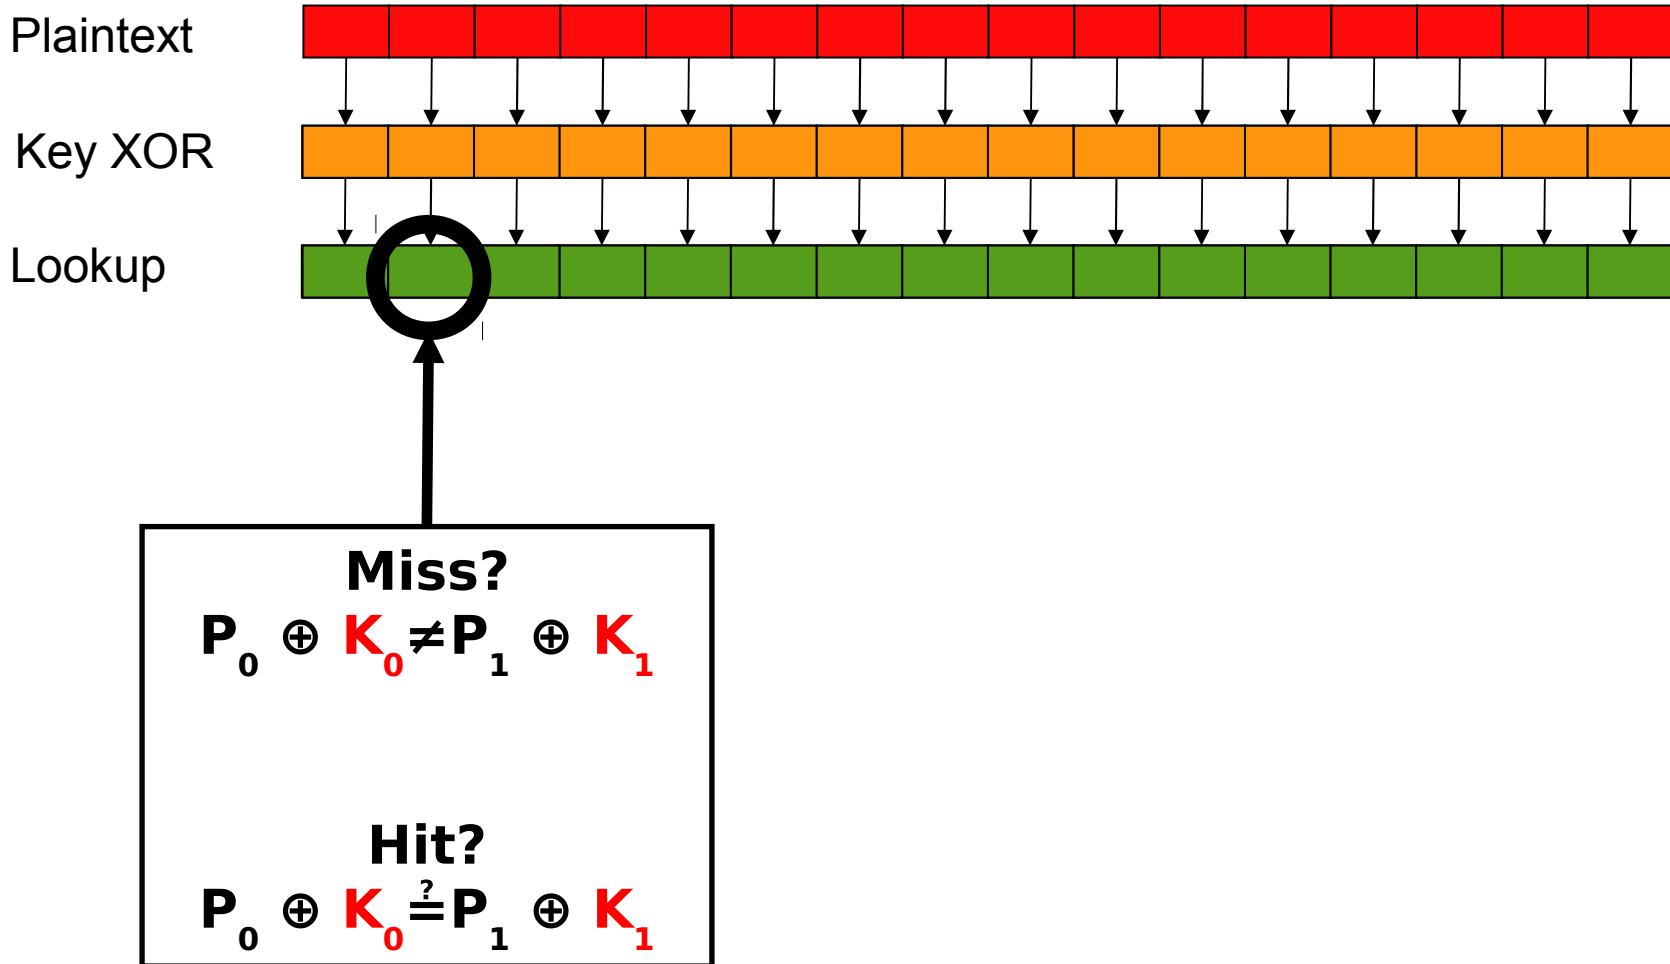 Plaintext
Key XOR
Lookup
Miss?
P₀ ⊕ K₀≠P₁ ⊕ K₁
Hit?
P₀ ⊕ K₀≟P₁ ⊕ K₁